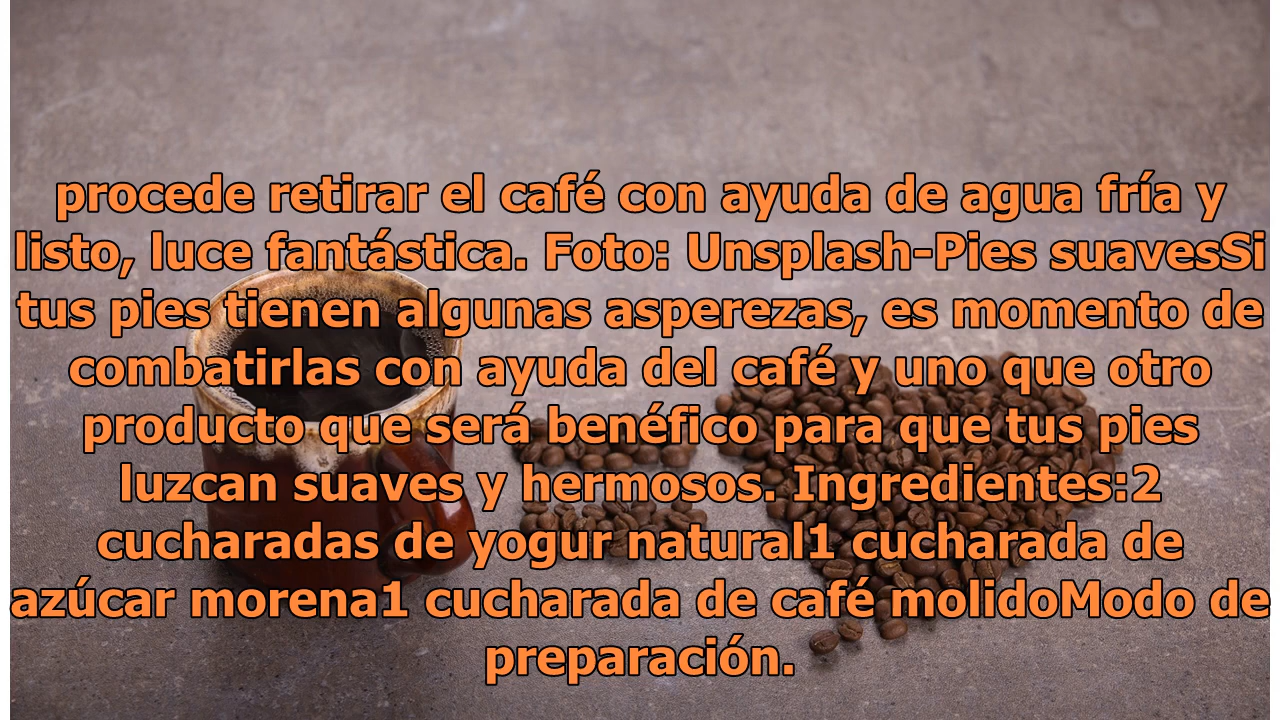 procede retirar el café con ayuda de agua fría y
listo, luce fantástica. Foto: Unsplash-Pies suavesSi
tus pies tienen algunas asperezas, es momento de
combatirlas con ayuda del café y uno que otro
producto que será benéfico para que tus pies
luzcan suaves y hermosos. Ingredientes:2
cucharadas de yogur natural1 cucharada de
azúcar morena1 cucharada de café molidoModo de
preparación.